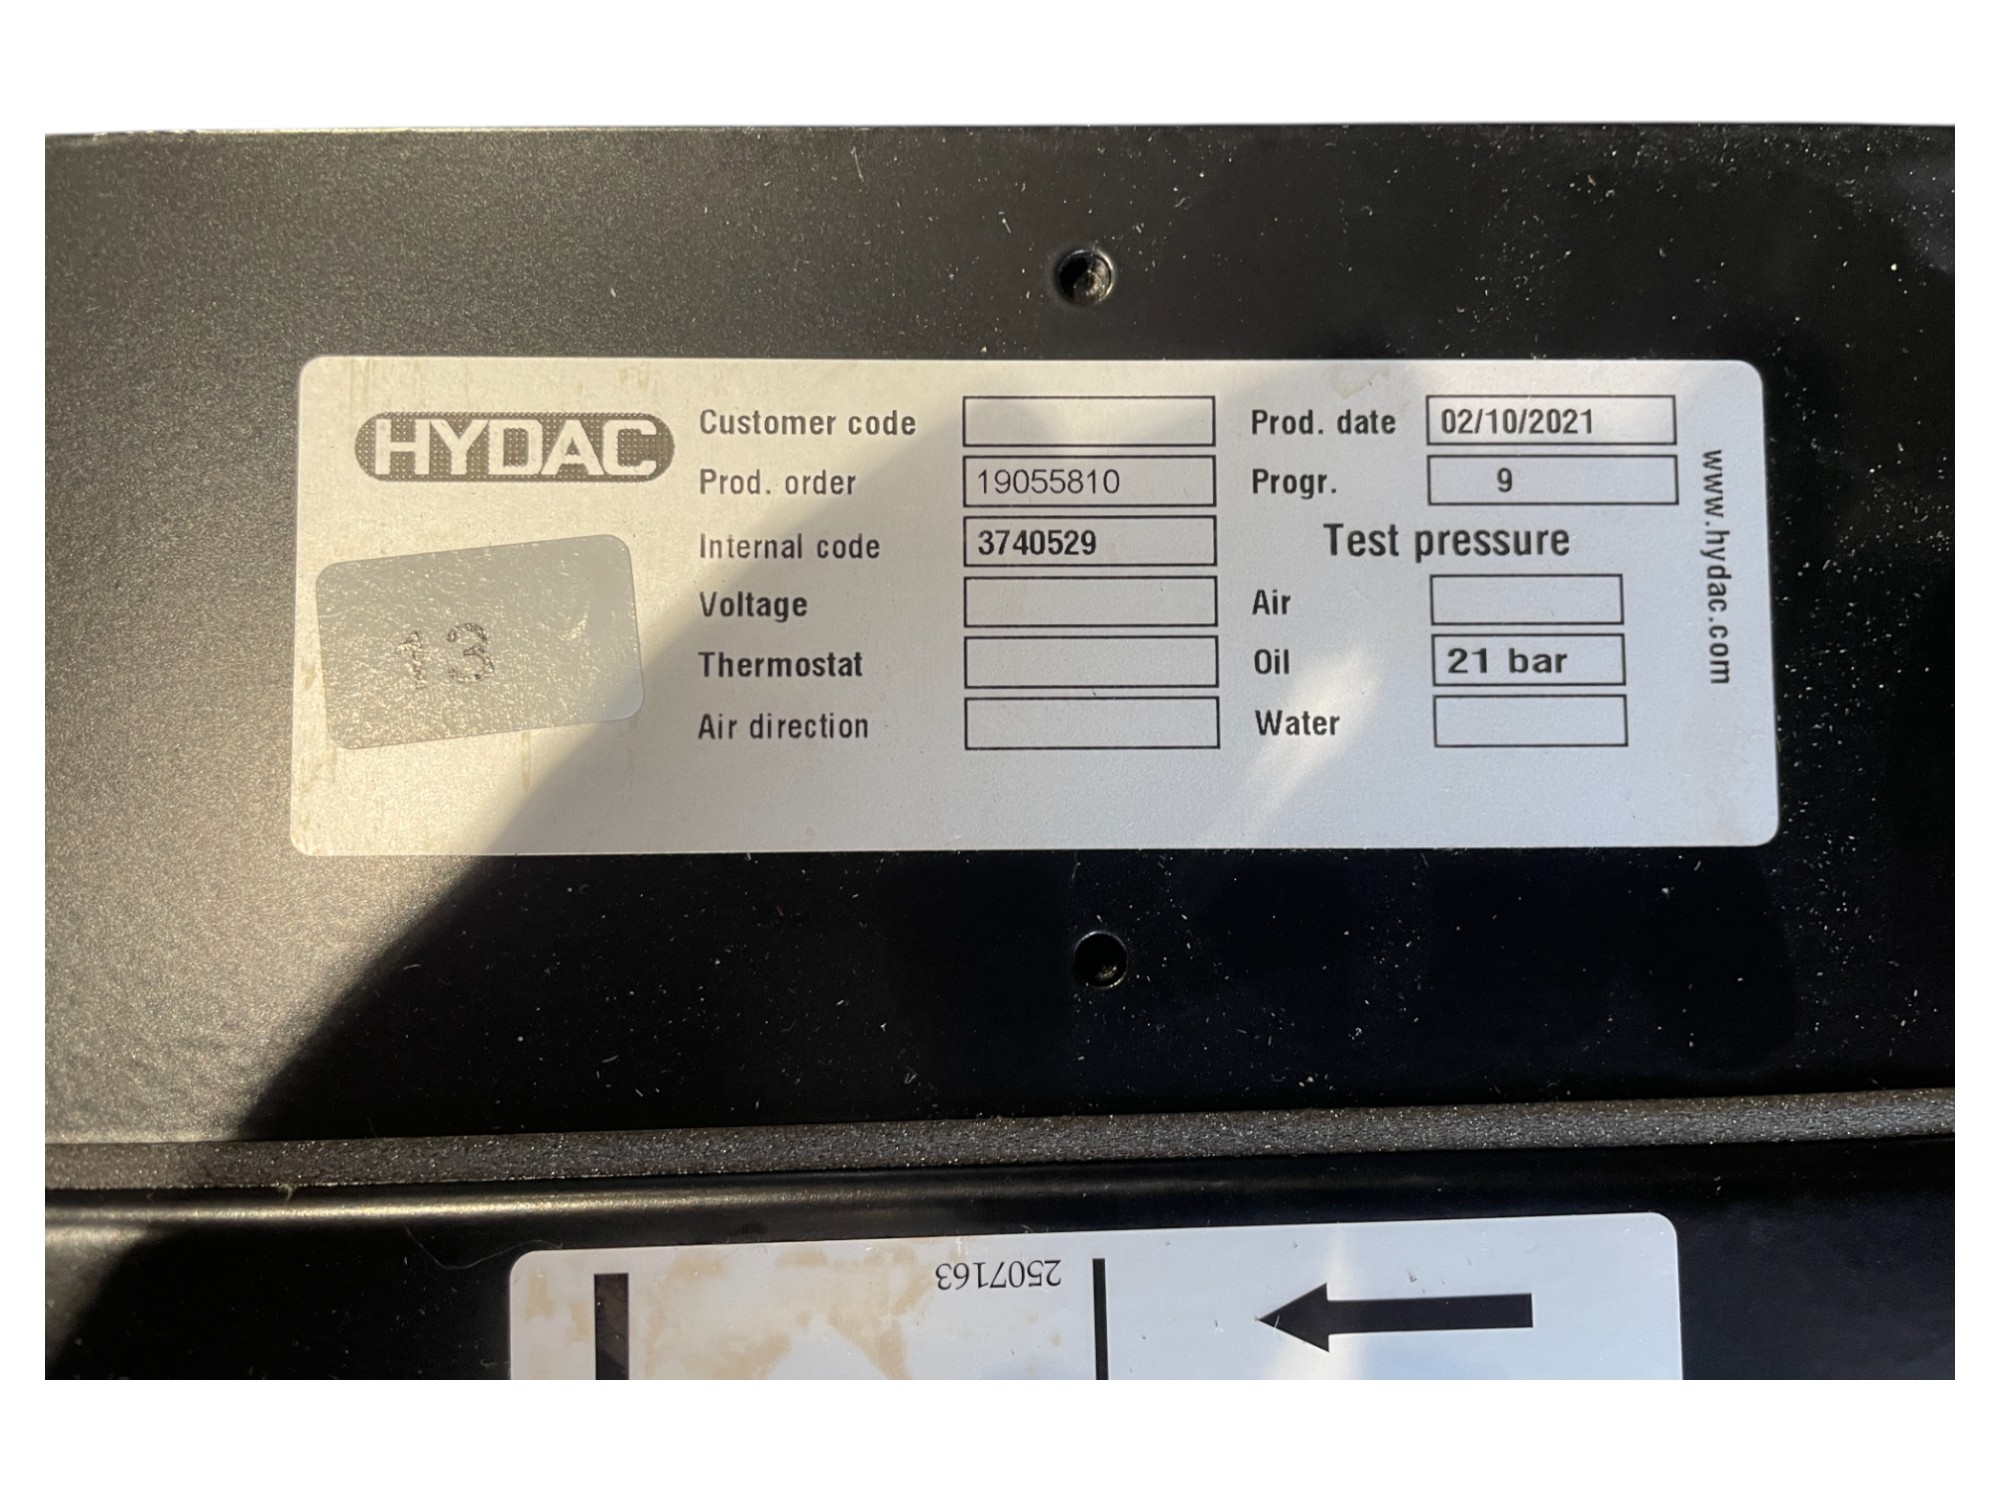 HYDAC
Customer code
Prod. date 02/10/2021
Prod. order 19055810
Progr. 9
Internal code 3740529
Test pressure
Voltage
Air
Thermostat
Oil 21 bar
Air direction
Water
www.hydac.com
13
2507163